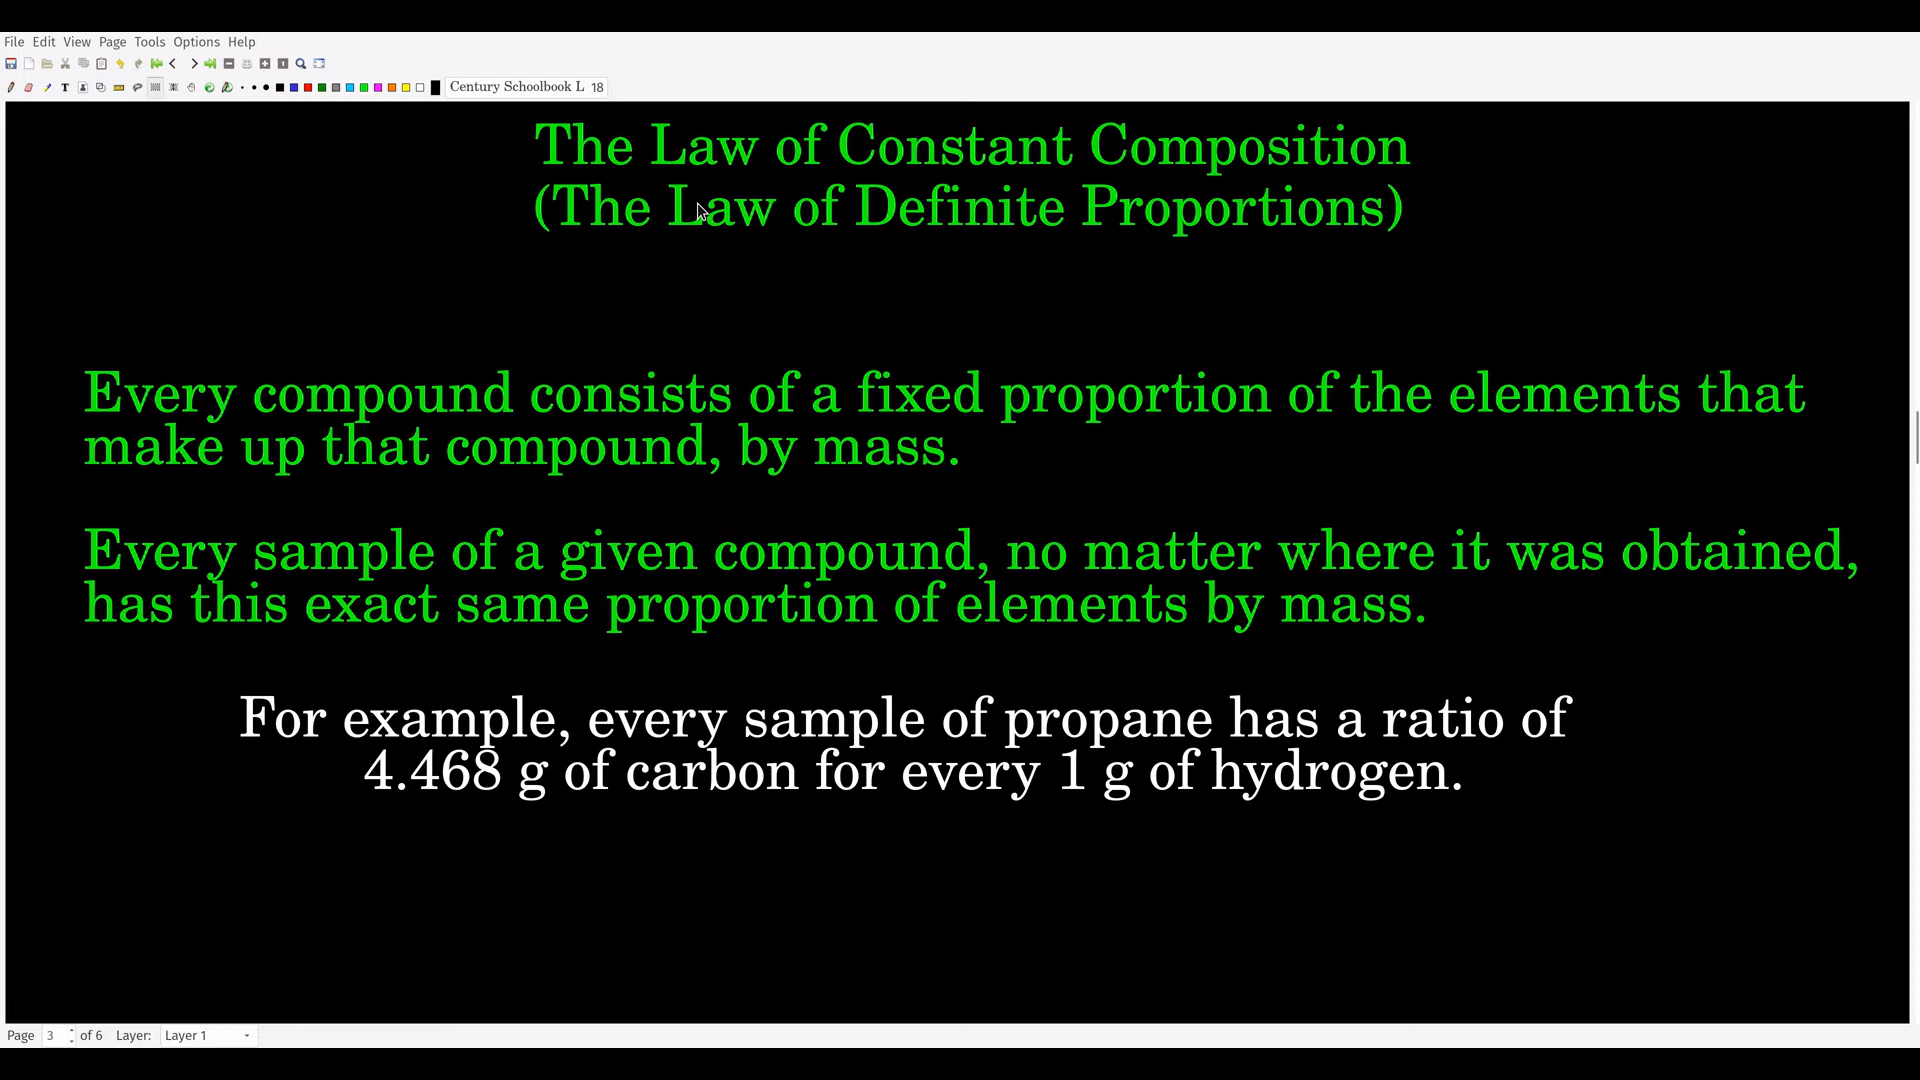 File Edit View Page Tools Options Help
Century Schoolbook L 18
The Law of Constant Composition
(The Law of Definite Proportions)
Every compound consists of a fixed proportion of the elements that
make up that compound, by mass.
Every sample of a given compound, no matter where it was obtained,
has this exact same proportion of elements by mass.
For example, every sample of propane has a ratio of
4.468 g of carbon for every 1 g of hydrogen.
Page 3 of 6 Layer: Layer 1